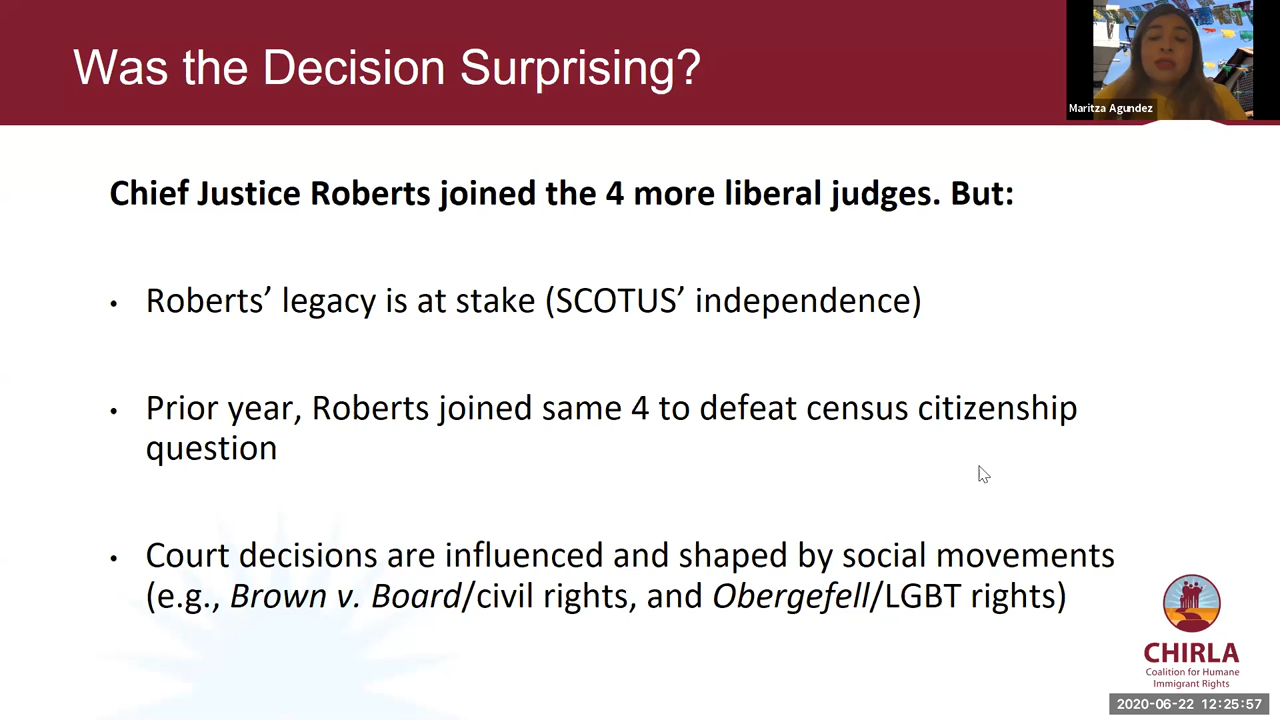 Was the Decision Surprising?
Maritza Agundez
Chief Justice Roberts joined the 4 more liberal judges. But:
• Roberts’ legacy is at stake (SCOTUS’ independence)
• Prior year, Roberts joined same 4 to defeat census citizenship
question
• Court decisions are influenced and shaped by social movements
(e.g., Brown v. Board/civil rights, and Obergefell/LGBT rights)
CHIRLA
Coalition for Humane
Immigrant Rights
2020-06-22 12:25:57